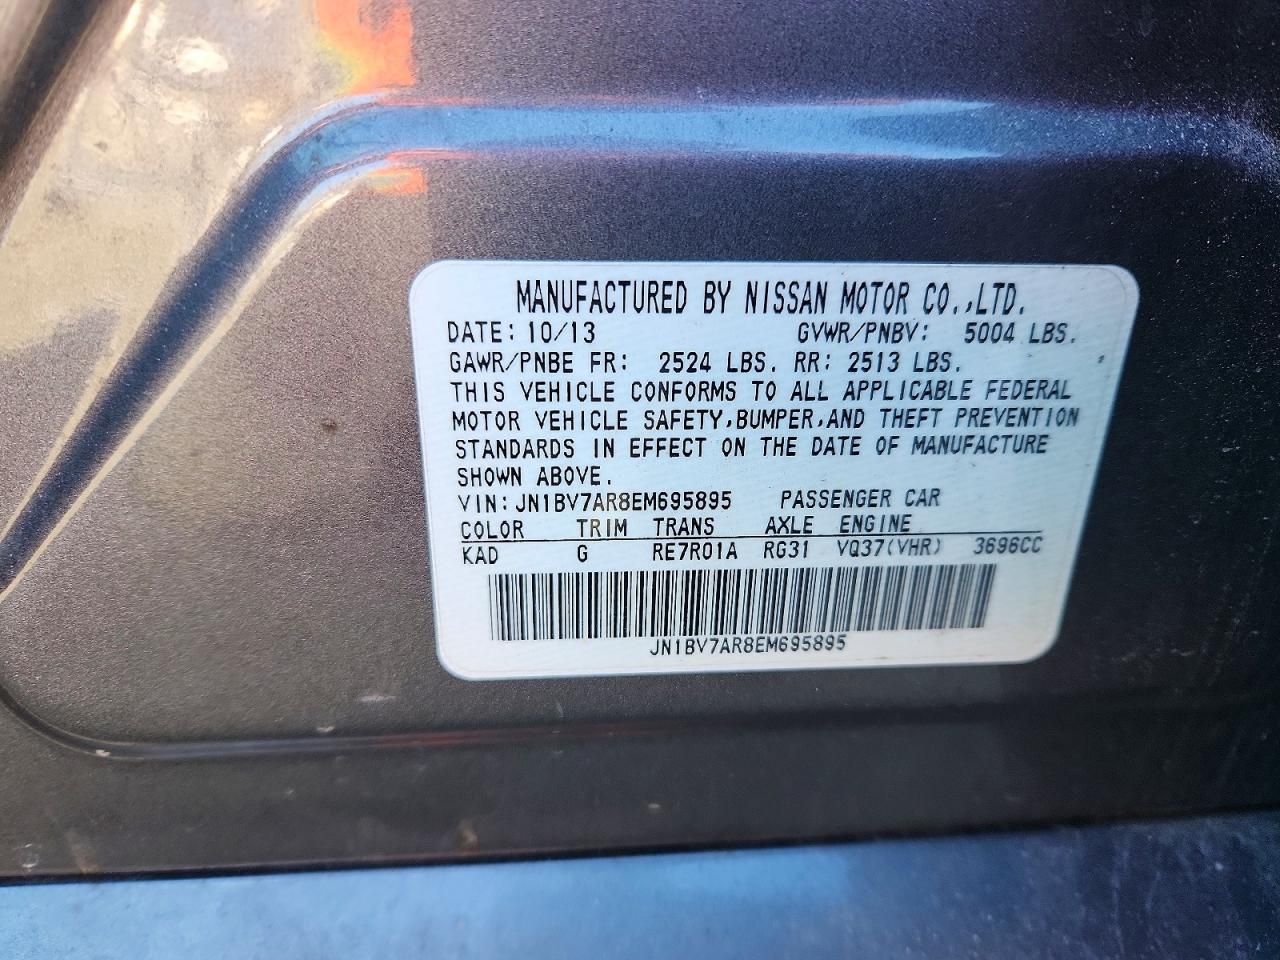 MANUFACTURED BY NISSAN MOTOR CO.,LTD.
DATE: 10/13 GVWR/PNBV: 5004 LBS.
GAWR/PNBE FR: 2524 LBS. RR: 2513 LBS.
THIS VEHICLE CONFORMS TO ALL APPLICABLE FEDERAL
MOTOR VEHICLE SAFETY,BUMPER,AND THEFT PREVENTION
STANDARDS IN EFFECT ON THE DATE OF MANUFACTURE
SHOWN ABOVE.
VIN:JN1BV7AR8EM695895 PASSENGER CAR
COLOR TRIM TRANS AXLE ENGINE
KAD G RE7R01A RG31 VQ37(VHR) 3696CC
JN1BV7AR8EM695895